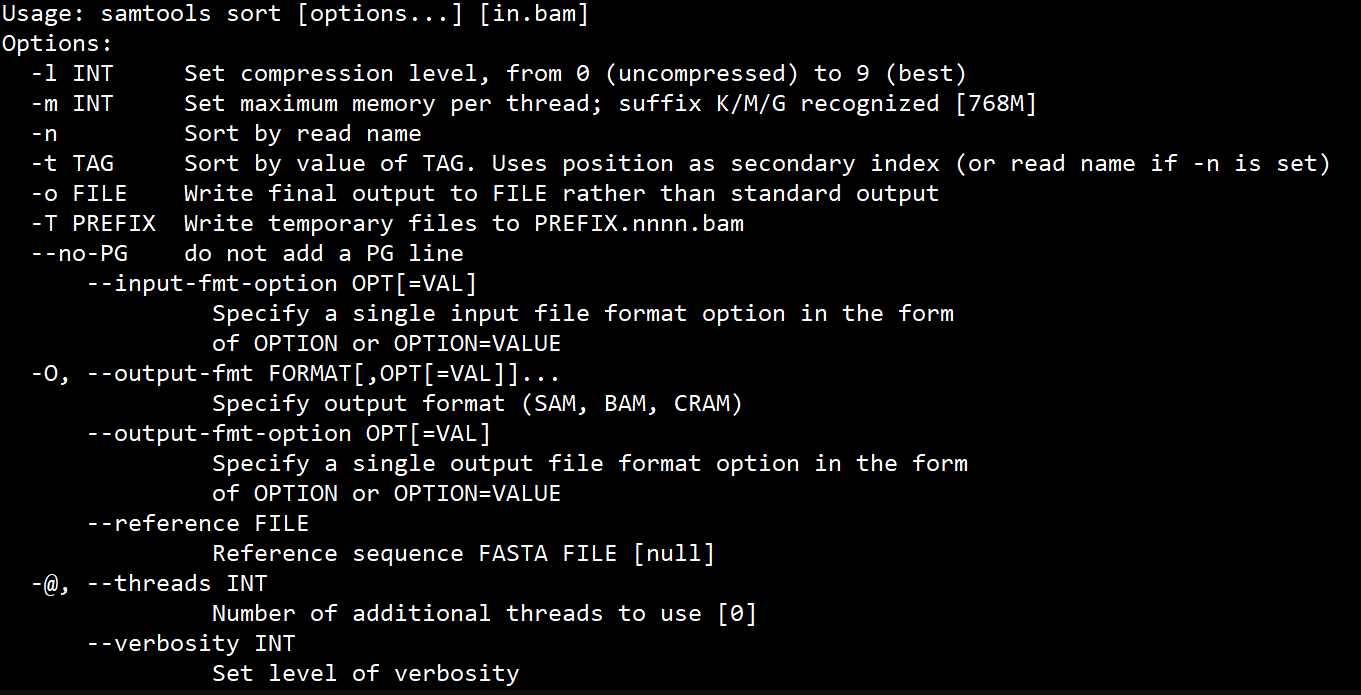 Usage: samtools sort [options...] [in.bam]
Options:
  -l INT     Set compression level, from 0 (uncompressed) to 9 (best)
  -m INT     Set maximum memory per thread; suffix K/M/G recognized [768M]
  -n         Sort by read name
  -t TAG     Sort by value of TAG. Uses position as secondary index (or read name if -n is set)
  -o FILE    Write final output to FILE rather than standard output
  -T PREFIX  Write temporary files to PREFIX.nnnn.bam
  --no-PG    do not add a PG line
      --input-fmt-option OPT[=VAL]
               Specify a single input file format option in the form
               of OPTION or OPTION=VALUE
  -O, --output-fmt FORMAT[,OPT[=VAL]]...
               Specify output format (SAM, BAM, CRAM)
      --output-fmt-option OPT[=VAL]
               Specify a single output file format option in the form
               of OPTION or OPTION=VALUE
      --reference FILE
               Reference sequence FASTA FILE [null]
  -@, --threads INT
               Number of additional threads to use [0]
      --verbosity INT
               Set level of verbosity